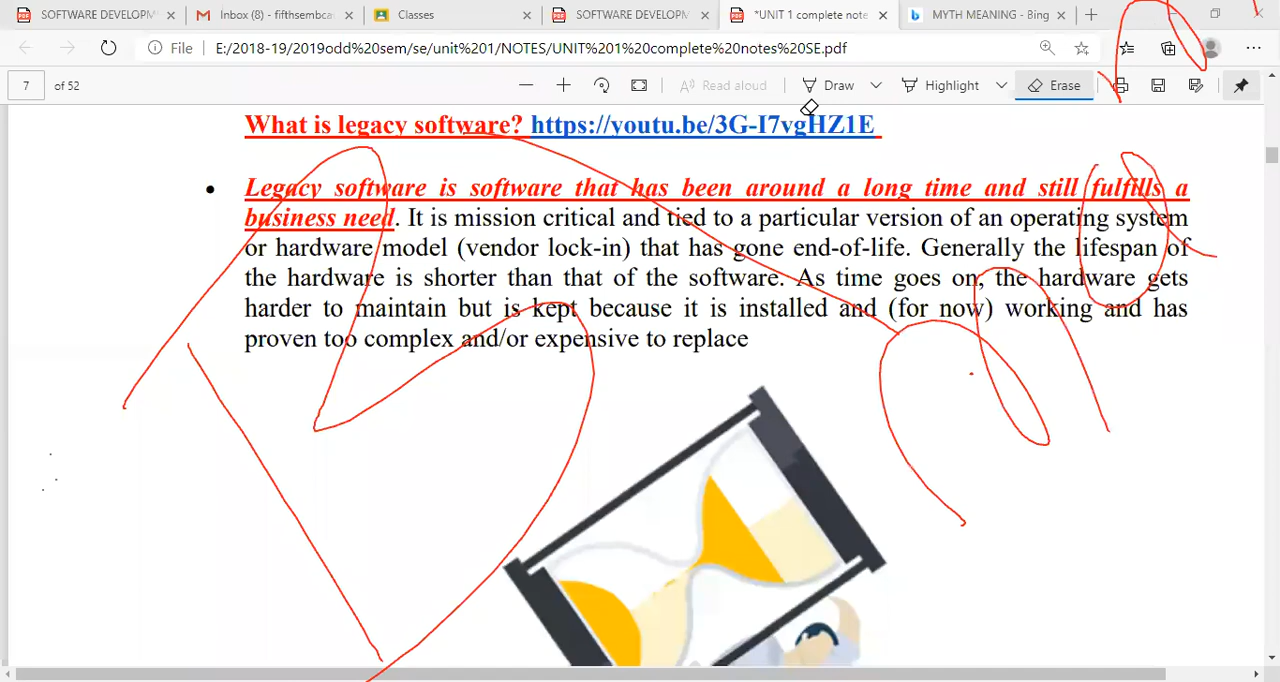 SOFTWARE DEVELOPM
Inbox (8) - fifthsembca
Classes
SOFTWARE DEVELOPM
*UNIT 1 complete note
MYTH MEANING - Bing
File
E:/2018-19/2019odd%20sem/se/unit%201/NOTES/UNIT%201%20complete%20notes%20SE.pdf
7 of 52
Read aloud
Draw
Highlight
Erase
What is legacy software? https://youtu.be/3G-I7vgHZ1E
• Legacy software is software that has been around a long time and still fulfills a
business need. It is mission critical and tied to a particular version of an operating system
or hardware model (vendor lock-in) that has gone end-of-life. Generally the lifespan of
the hardware is shorter than that of the software. As time goes on, the hardware gets
harder to maintain but is kept because it is installed and (for now) working and has
proven too complex and/or expensive to replace